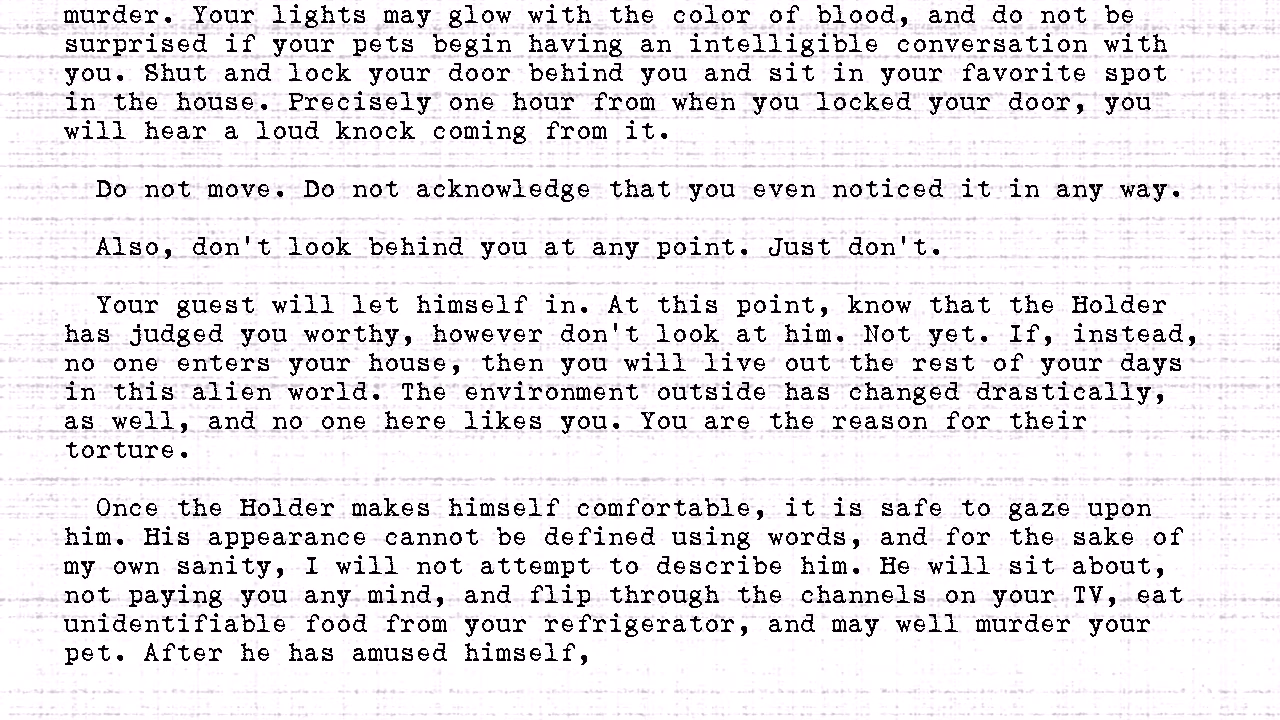 murder. Your lights may glow with the color of blood, and do not be
surprised if your pets begin having an intelligible conversation with
you. Shut and lock your door behind you and sit in your favorite spot
in the house. Precisely one hour from when you locked your door, you
will hear a loud knock coming from it.
Do not move. Do not acknowledge that you even noticed it in any way.
Also, don't look behind you at any point. Just don't.
Your guest will let himself in. At this point, know that the Holder
has judged you worthy, however don't look at him. Not yet. If, instead,
no one enters your house, then you will live out the rest of your days
in this alien world. The environment outside has changed drastically,
as well, and no one here likes you. You are the reason for their
torture.
Once the Holder makes himself comfortable, it is safe to gaze upon
him. His appearance cannot be defined using words, and for the sake of
my own sanity, I will not attempt to describe him. He will sit about,
not paying you any mind, and flip through the channels on your TV, eat
unidentifiable food from your refrigerator, and may well murder your
pet. After he has amused himself,